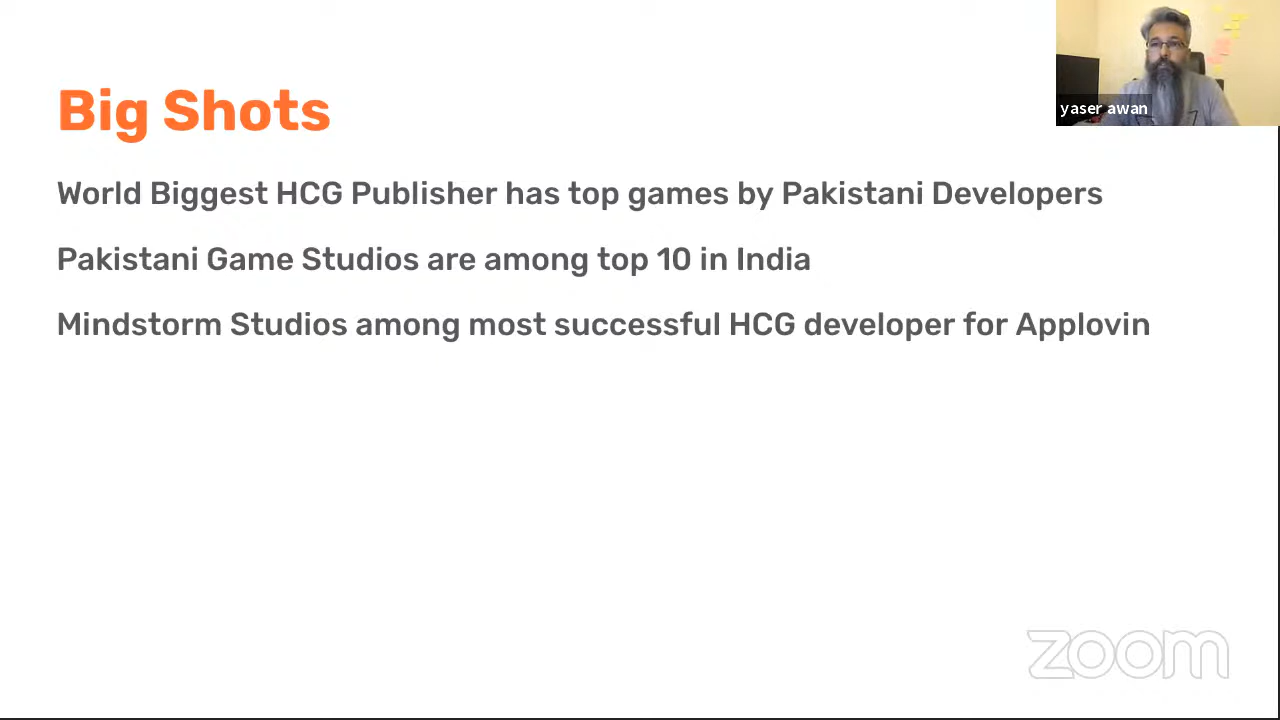 Big Shots
yaser awan
World Biggest HCG Publisher has top games by Pakistani Developers
Pakistani Game Studios are among top 10 in India
Mindstorm Studios among most successful HCG developer for Applovin
zoom